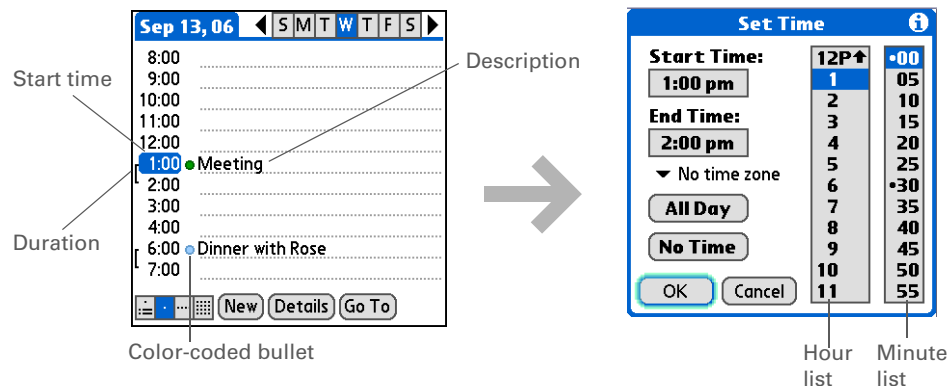 Sep 13, 06 S M T W T F S
8:00
9:00
10:00
11:00
12:00
1:00 Meeting
2:00
3:00
4:00
6:00 Dinner with Rose
7:00
New Details Go To
Start time
Duration
Description
Color-coded bullet
Set Time
Start Time:
1:00 pm
End Time:
2:00 pm
No time zone
All Day
No Time
OK Cancel
12P
1
2
3
4
5
6
7
8
9
10
11
•00
05
10
15
20
25
•30
35
40
45
50
55
Hour
list
Minute
list